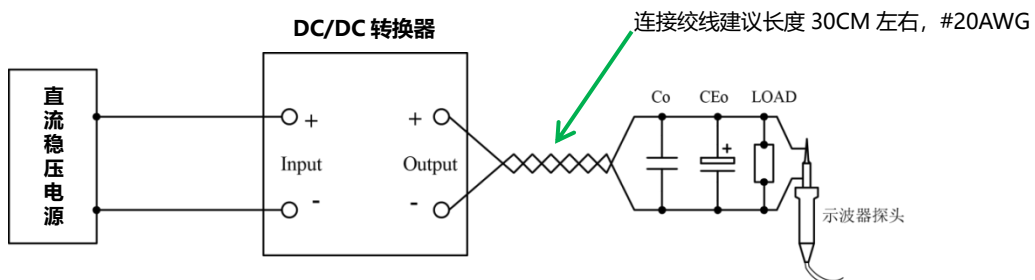 连接绞线建议长度 30CM 左右，#20AWG
DC/DC 转换器
直流稳压电源
+ + Co CEo LOAD
+
Input Output
- -
示波器探头